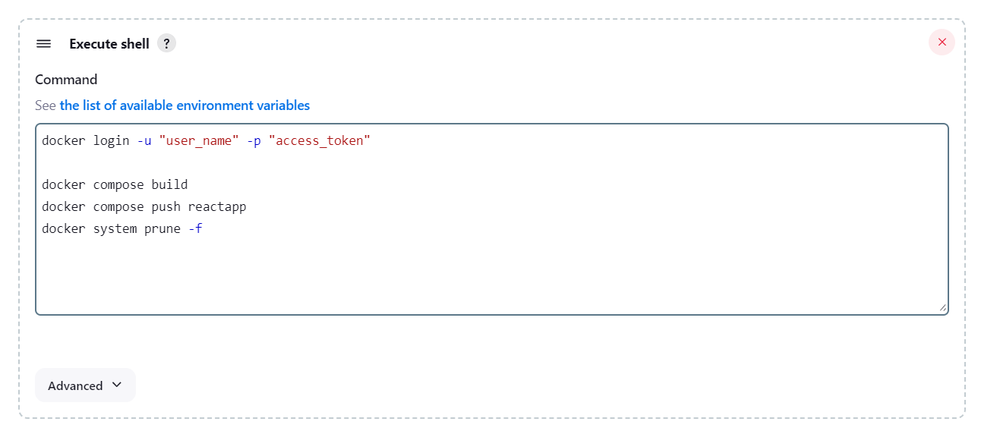 Execute shell ?
Command
See the list of available environment variables
docker login -u "user_name" -p "access_token"
docker compose build
docker compose push reactapp
docker system prune -f
Advanced